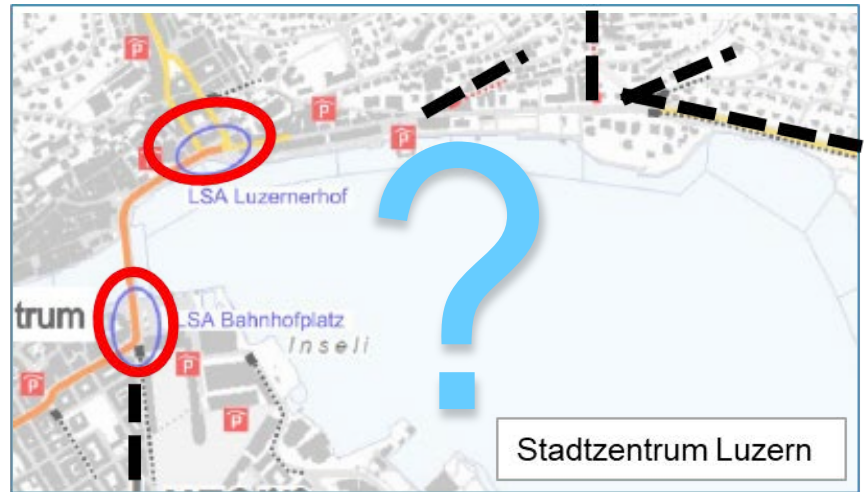 P
P
P
P
LSA Luzernerhof
trum
LSA Bahnhofplatz
Inseli
P
P
P
?
Stadtzentrum Luzern